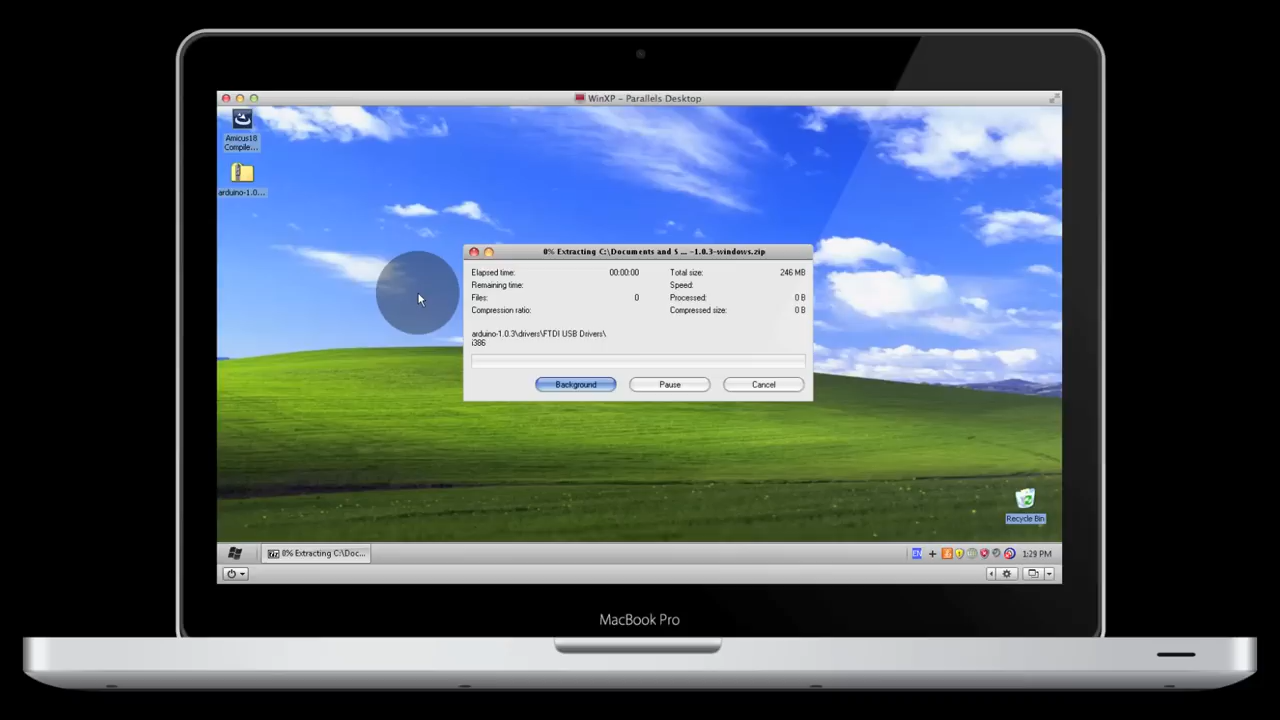 WinXP - Parallels Desktop
Amicus18
Compile...
arduino-1.0...
0% Extracting C:\Documents and S ... -1.0.3-windows.zip
Elapsed time: 00:00:00 Total size: 246 MB
Remaining time: Speed:
Files: 0 Processed: 0 B
Compression ratio: Compressed size: 0 B
arduino-1.0.3\drivers\FTDI USB Drivers\
i386
Background Pause Cancel
Recycle Bin
0% Extracting C:\Doc... EN 1:29 PM
MacBook Pro